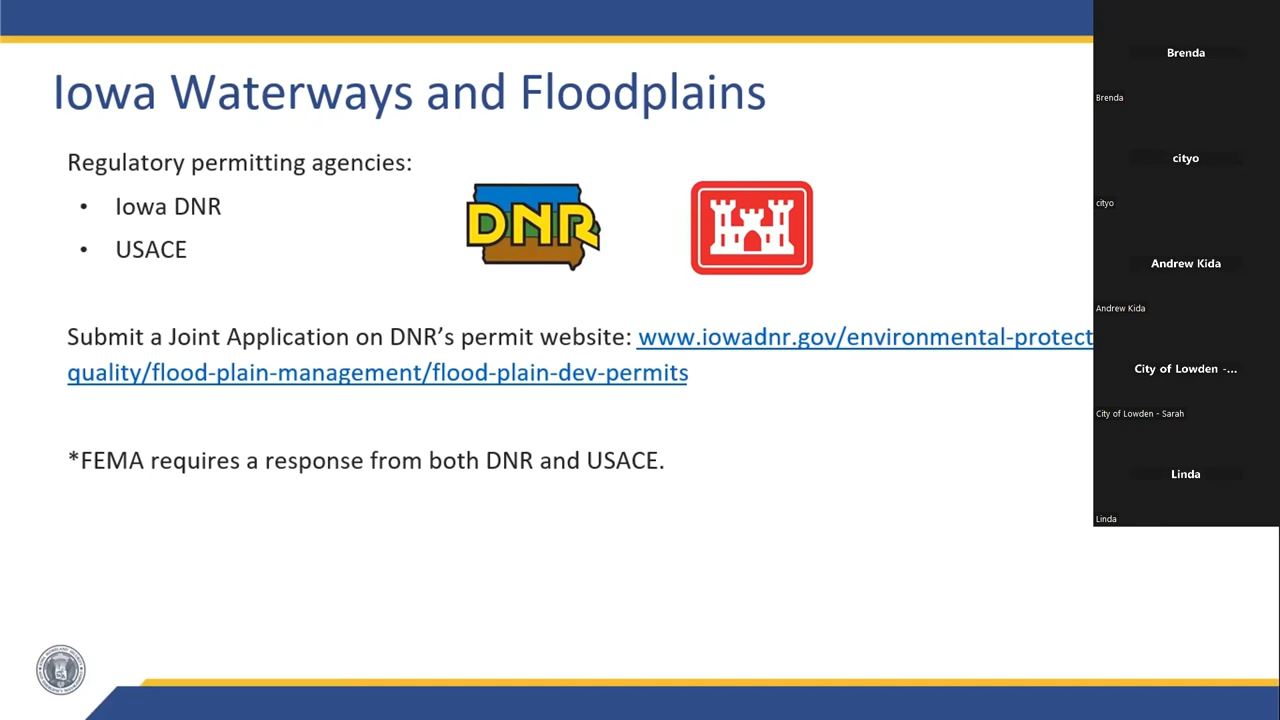 Iowa Waterways and Floodplains
Regulatory permitting agencies:
• Iowa DNR
• USACE
DNR
Submit a Joint Application on DNR’s permit website: www.iowadnr.gov/environmental-protect
quality/flood-plain-management/flood-plain-dev-permits
*FEMA requires a response from both DNR and USACE.
Brenda
Brenda
cityo
cityo
Andrew Kida
Andrew Kida
City of Lowden -...
City of Lowden - Sarah
Linda
Linda